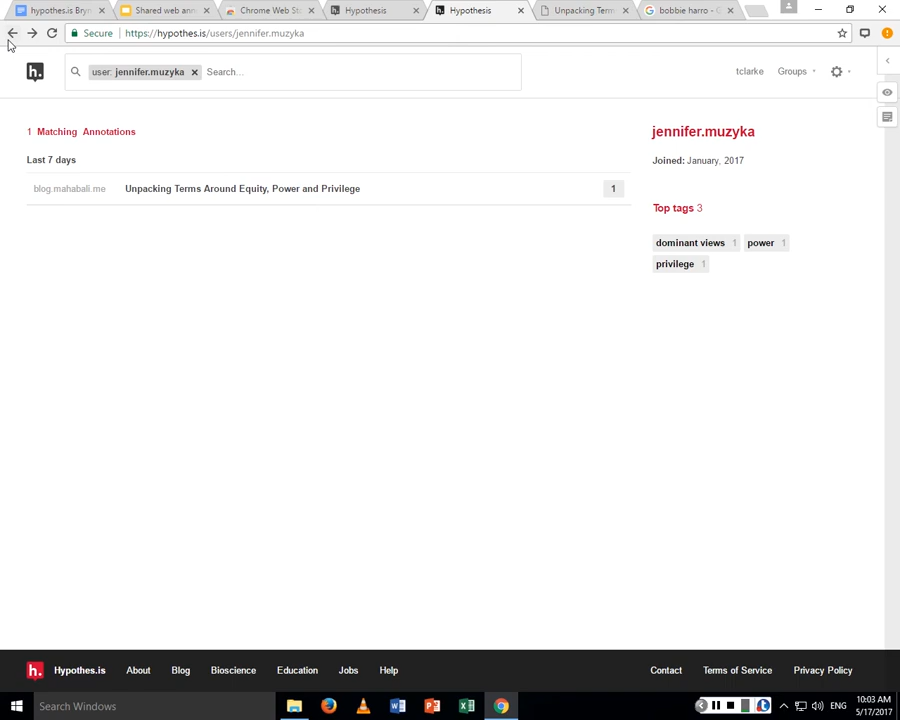 hypothes.is Bryn
Shared web ann
Chrome Web Sto
Hypothesis
Hypothesis
Unpacking Term
bobbie harro - G
Secure
https://hypothes.is/users/jennifer.muzyka
h.
user: jennifer.muzyka
Search...
tclarke
Groups
1 Matching Annotations
jennifer.muzyka
Last 7 days
Joined: January, 2017
blog.mahabali.me
Unpacking Terms Around Equity, Power and Privilege
1
Top tags 3
dominant views 1
power 1
privilege 1
h.
Hypothes.is
About
Blog
Bioscience
Education
Jobs
Help
Contact
Terms of Service
Privacy Policy
Search Windows
ENG
10:03 AM
5/17/2017